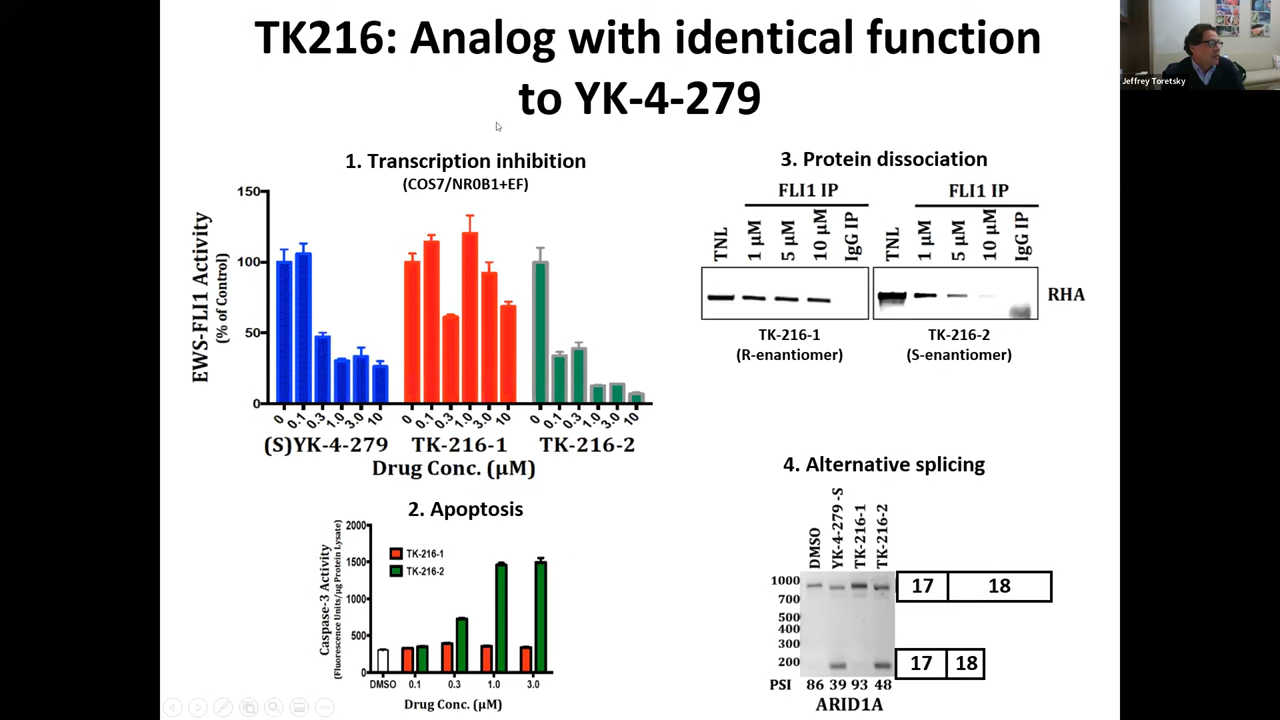 TK216: Analog with identical function
to YK-4-279
Jeffrey Toretsky
1. Transcription inhibition
(COS7/NR0B1+EF)
EWS-FLI1 Activity
(% of Control)
150
100
50
0
0 0.1 0.3 1.0 3.0 10 0 0.1 0.3 1.0 3.0 10 0 0.1 0.3 1.0 3.0 10
(S)YK-4-279 TK-216-1 TK-216-2
Drug Conc. (µM)
2. Apoptosis
Caspase-3 Activity
(Fluorescence Units/µg Protein Lysate)
2000
1500
1000
500
0
TK-216-1
TK-216-2
DMSO 0.1 0.3 1.0 3.0
Drug Conc. (µM)
3. Protein dissociation
FLI1 IP FLI1 IP
TNL 1 µM 5 µM 10 µM IgG IP TNL 1 µM 5 µM 10 µM IgG IP
RHA
TK-216-1 TK-216-2
(R-enantiomer) (S-enantiomer)
4. Alternative splicing
DMSO YK-4-279 -S TK-216-1 TK-216-2
1000
700
500
400
300
200
17 18
17 18
PSI 86 39 93 48
ARID1A